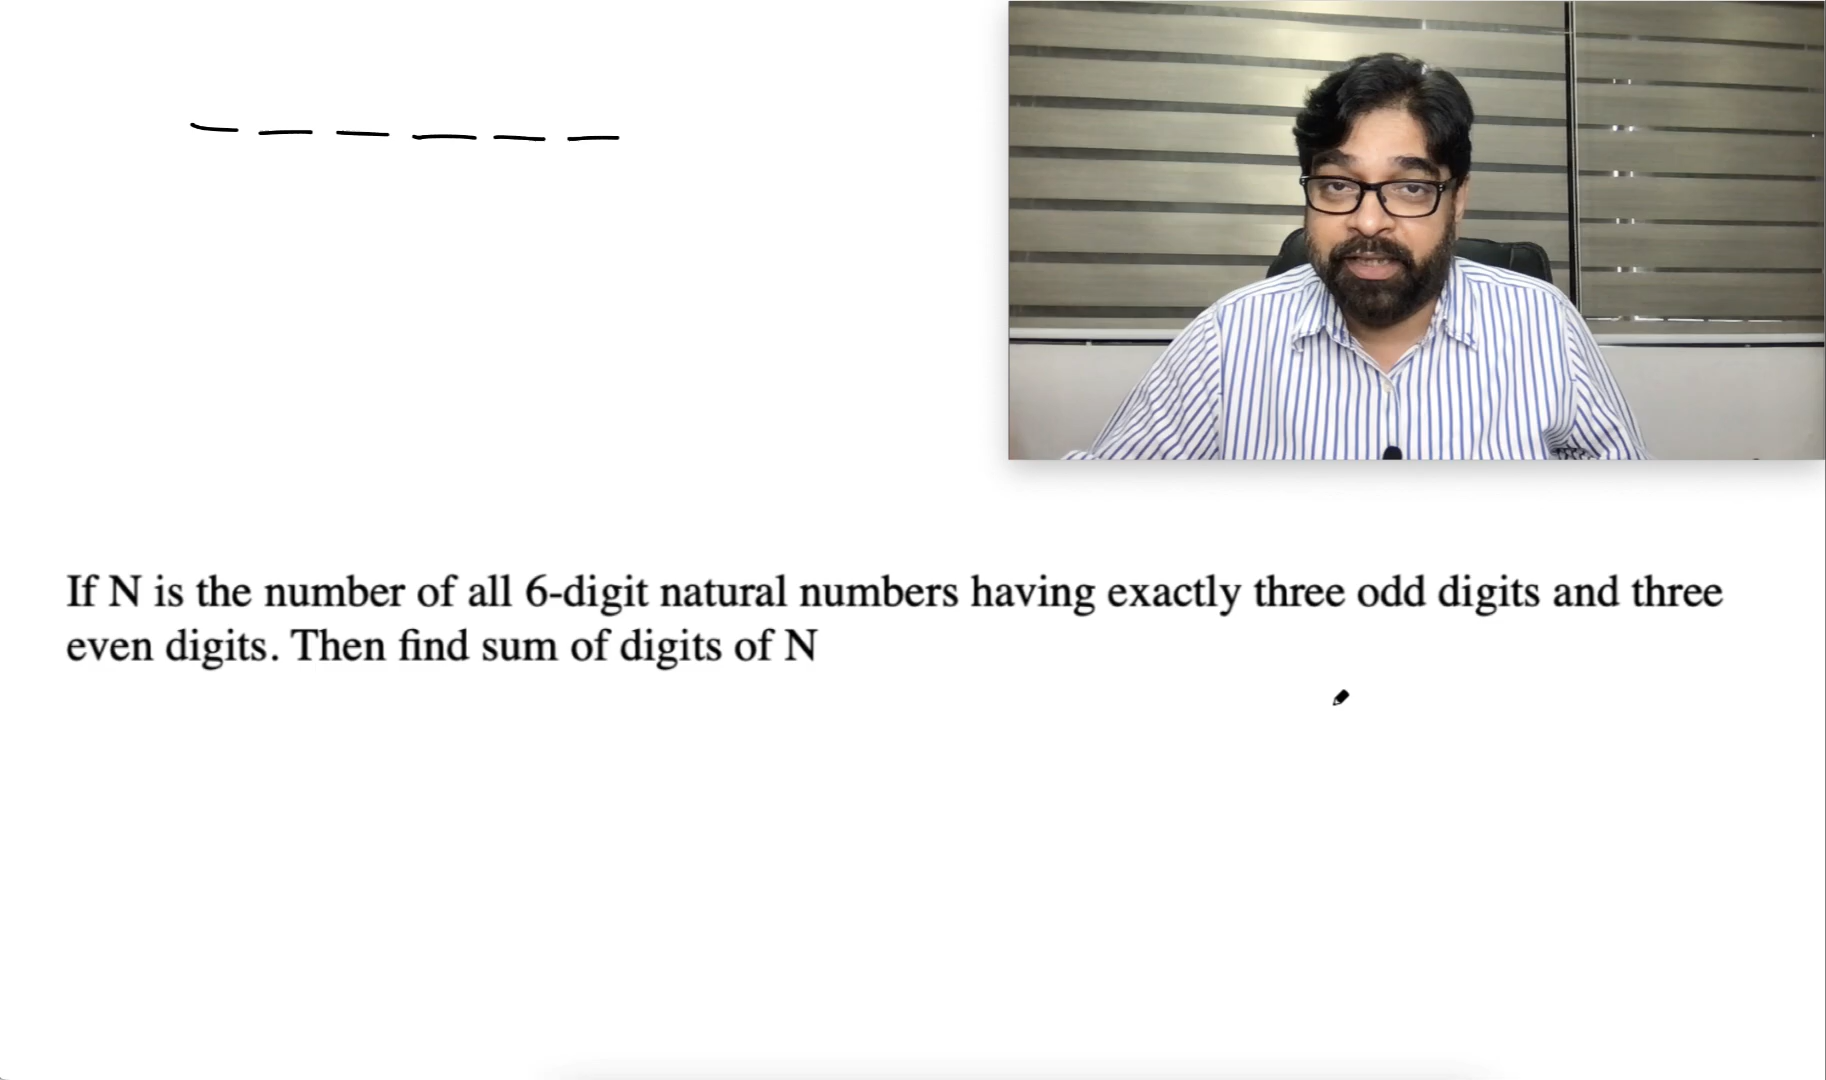 If N is the number of all 6-digit natural numbers having exactly three odd digits and three
even digits. Then find sum of digits of N